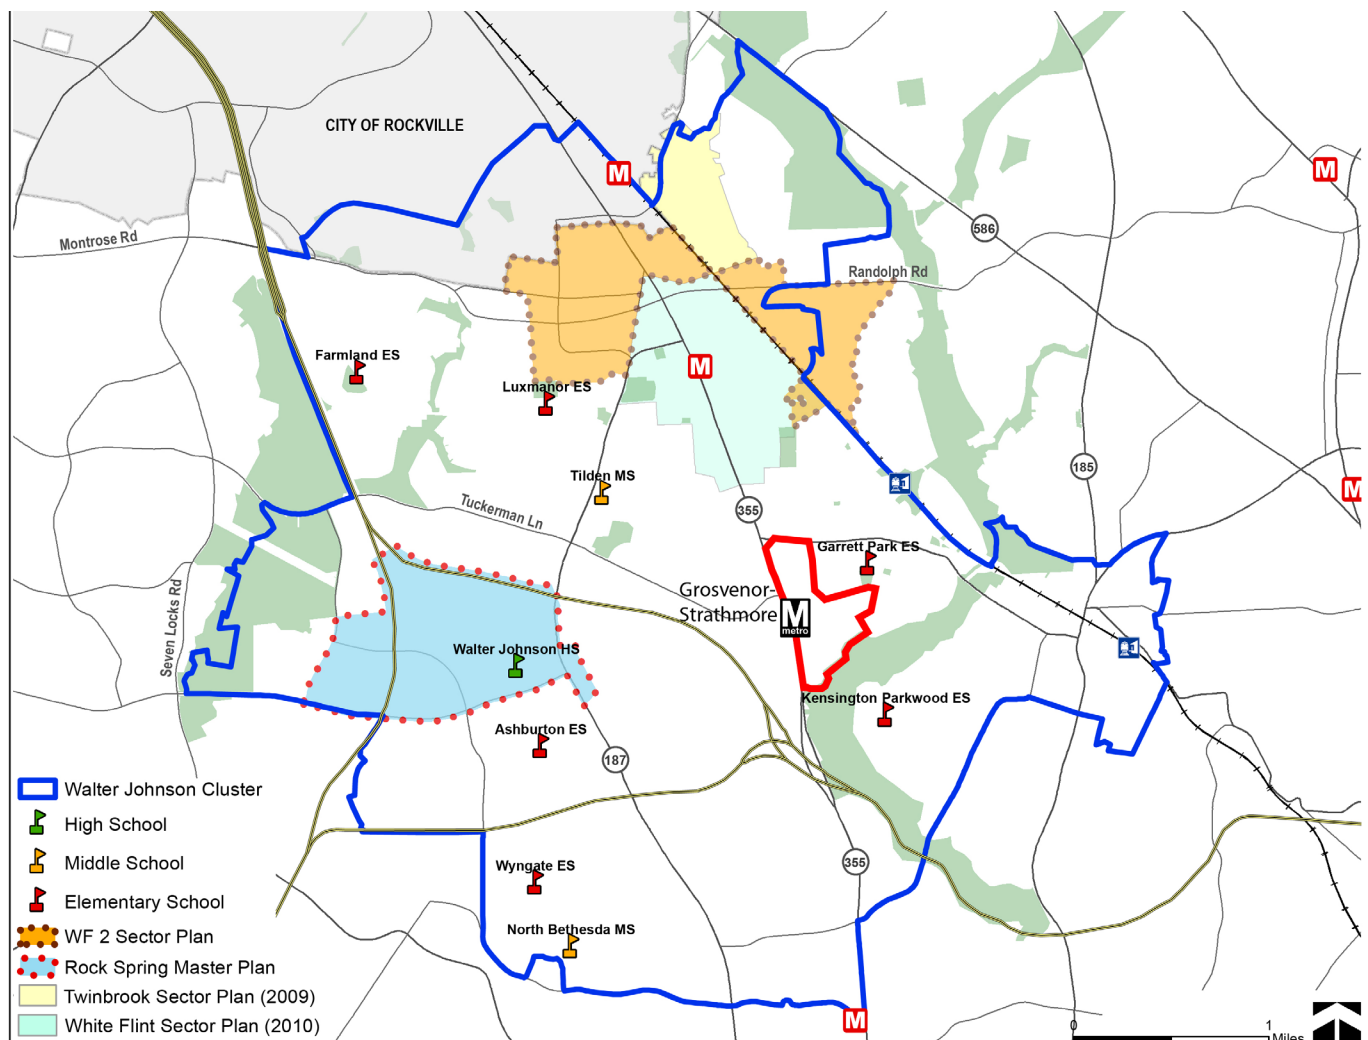 CITY OF ROCKVILLE
M
M
586
Montrose Rd
Randolph Rd
Farmland ES
M
Luxmanor ES
185
Tilden MS
M
Tuckerman Ln
355
Garrett Park ES
Grosvenor-
Strathmore
M
metro
Seven Locks Rd
Walter Johnson HS
Kensington Parkwood ES
Ashburton ES
187
Walter Johnson Cluster
High School
Middle School
Elementary School
WF 2 Sector Plan
Rock Spring Master Plan
Twinbrook Sector Plan (2009)
White Flint Sector Plan (2010)
355
Wyngate ES
North Bethesda MS
M
0
1
Miles